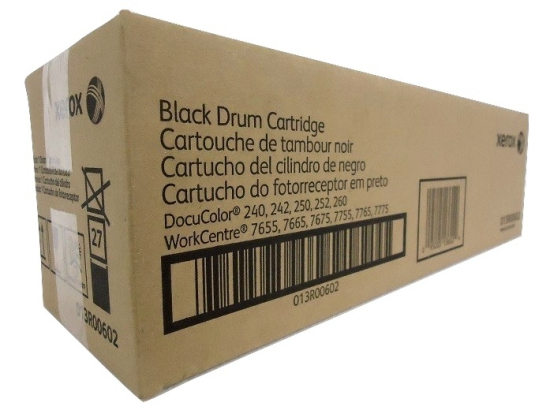 xerox
Black Drum Cartridge
Cartouche de tambour noir
Cartucho del cilindro de negro
Cartucho do fotorreceptor em preto
DocuColor® 240, 242, 250, 252, 260
WorkCentre® 7655, 7665, 7675, 7755, 7765, 7775
013R00602
xerox
27
013R00602